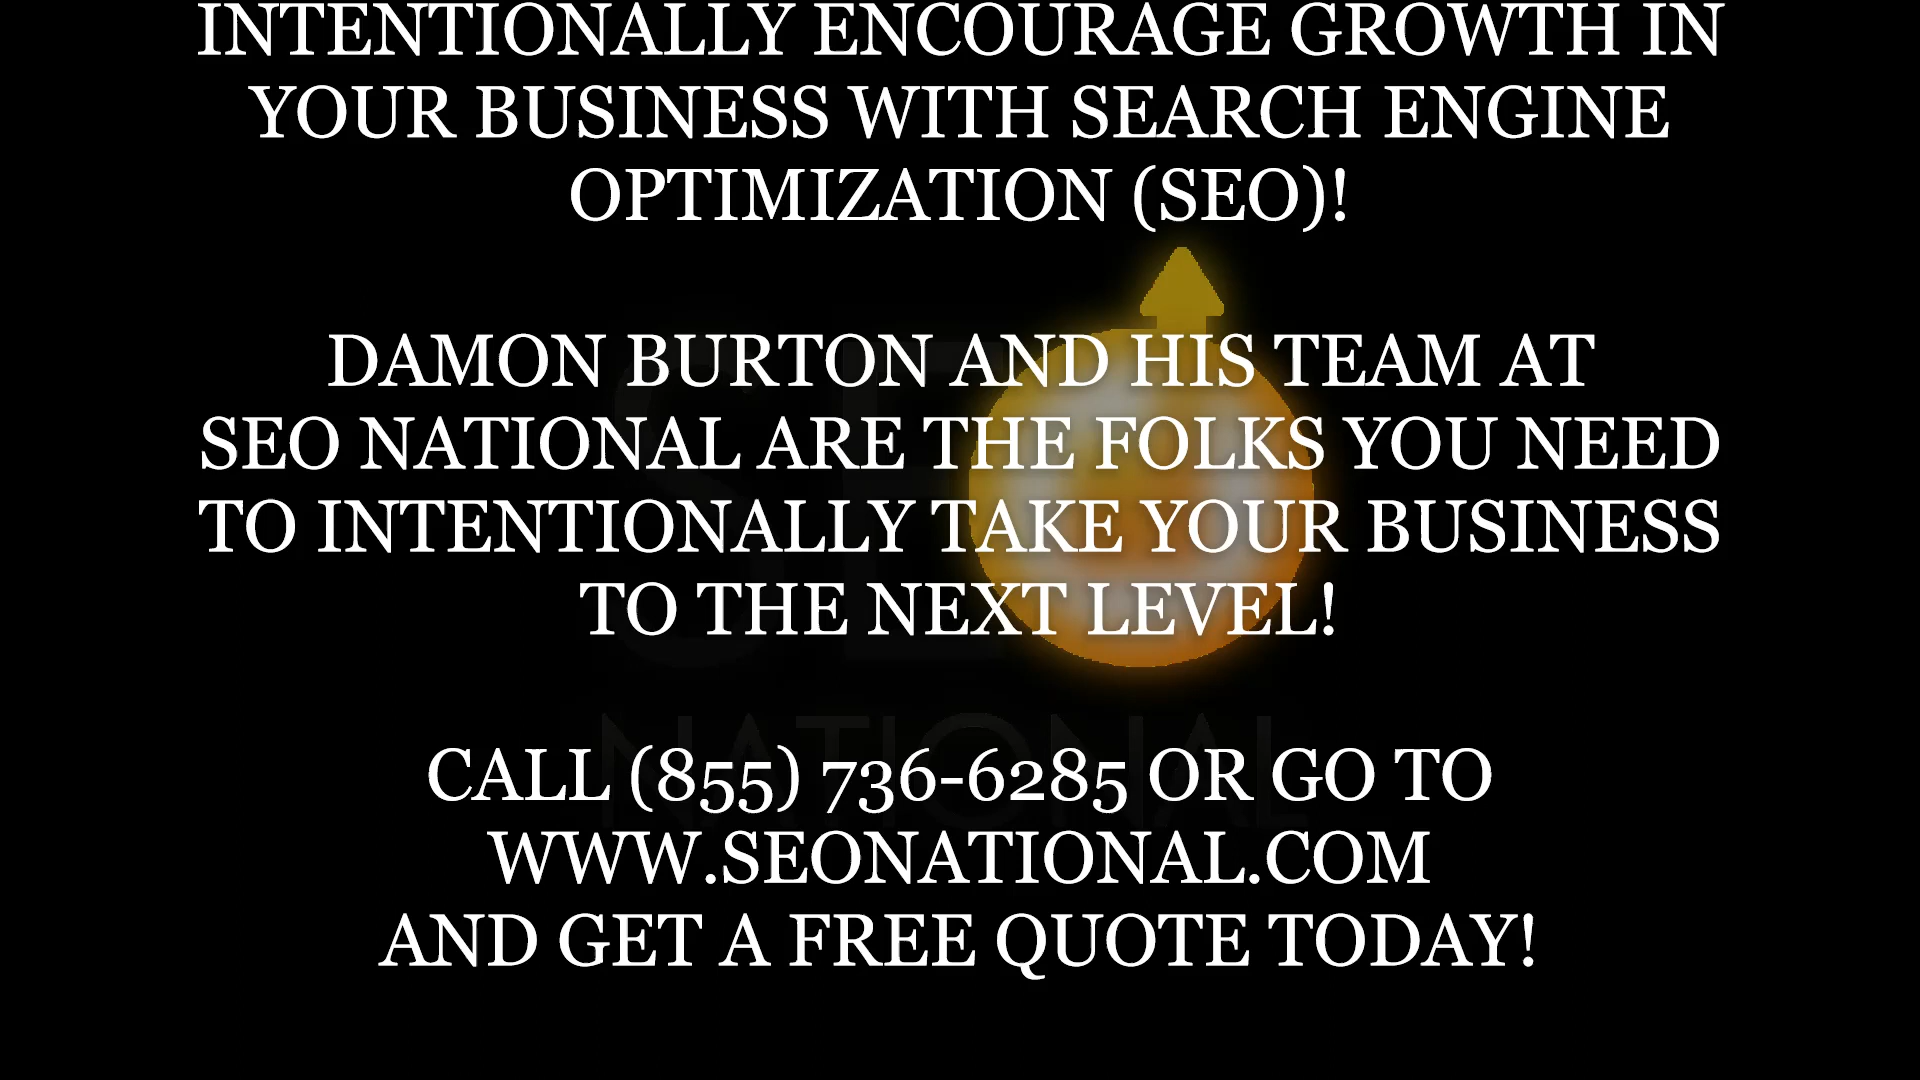 INTENTIONALLY ENCOURAGE GROWTH IN
YOUR BUSINESS WITH SEARCH ENGINE
OPTIMIZATION (SEO)!
DAMON BURTON AND HIS TEAM AT
SEO NATIONAL ARE THE FOLKS YOU NEED
TO INTENTIONALLY TAKE YOUR BUSINESS
TO THE NEXT LEVEL!
CALL (855) 736-6285 OR GO TO
WWW.SEONATIONAL.COM
AND GET A FREE QUOTE TODAY!
SEO
NATIONAL